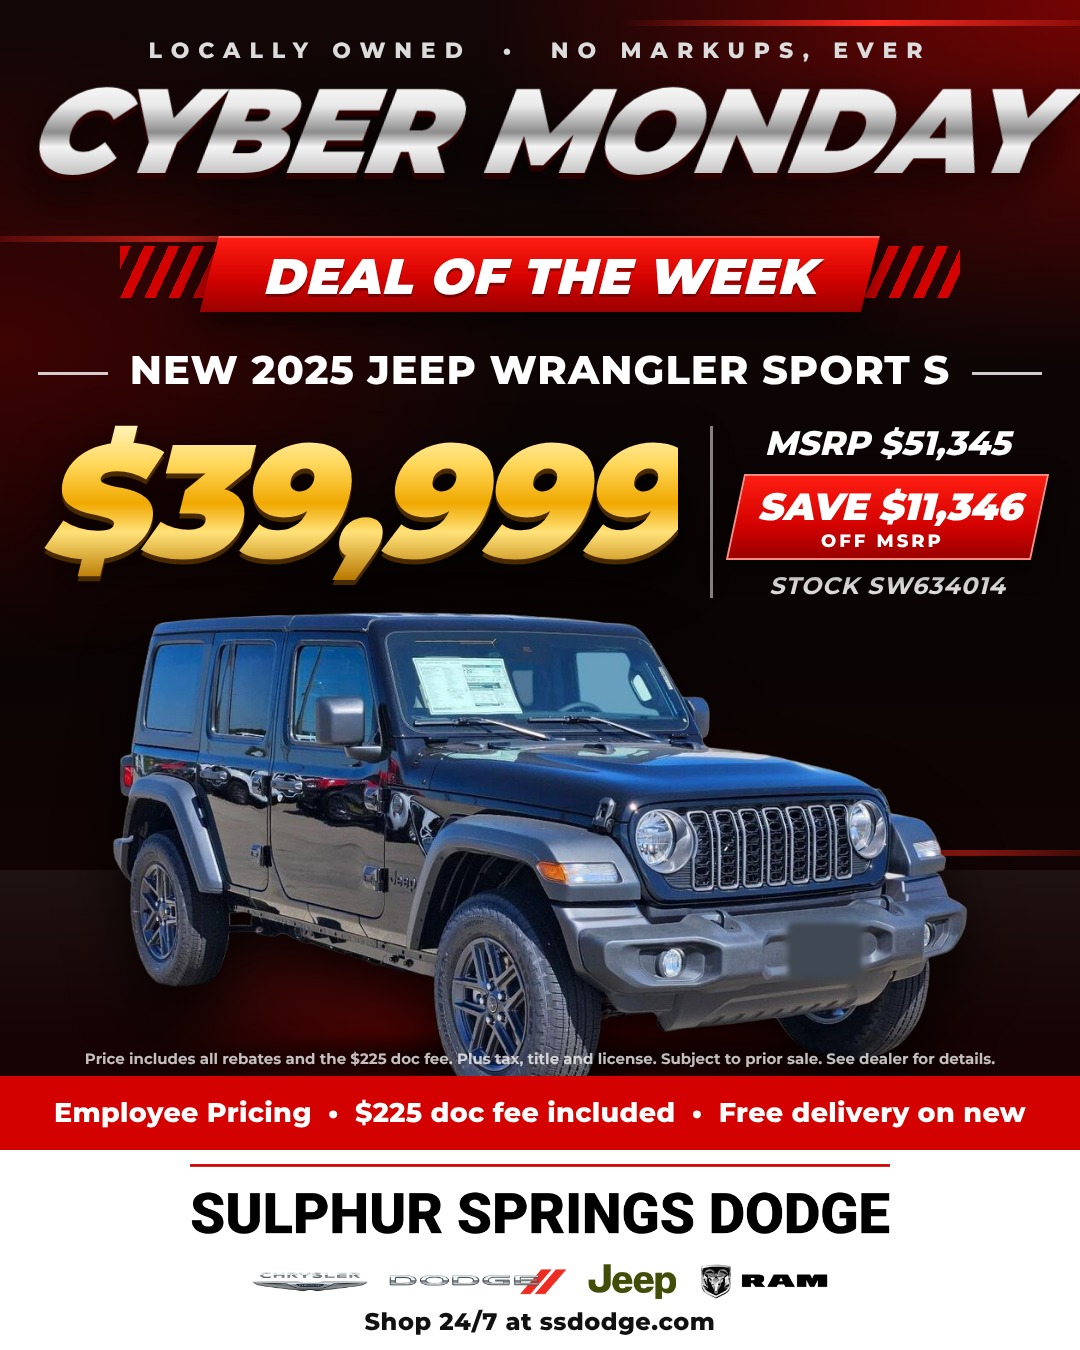 LOCALLY OWNED • NO MARKUPS, EVER
CYBER MONDAY
DEAL OF THE WEEK
NEW 2025 JEEP WRANGLER SPORT S
$39,999
MSRP $51,345
SAVE $11,346
OFF MSRP
STOCK SW634014
Jeep
Price includes all rebates and the $225 doc fee. Plus tax, title and license. Subject to prior sale. See dealer for details.
Employee Pricing • $225 doc fee included • Free delivery on new
SULPHUR SPRINGS DODGE
CHRYSLER DODGE Jeep RAM
Shop 24/7 at ssdodge.com